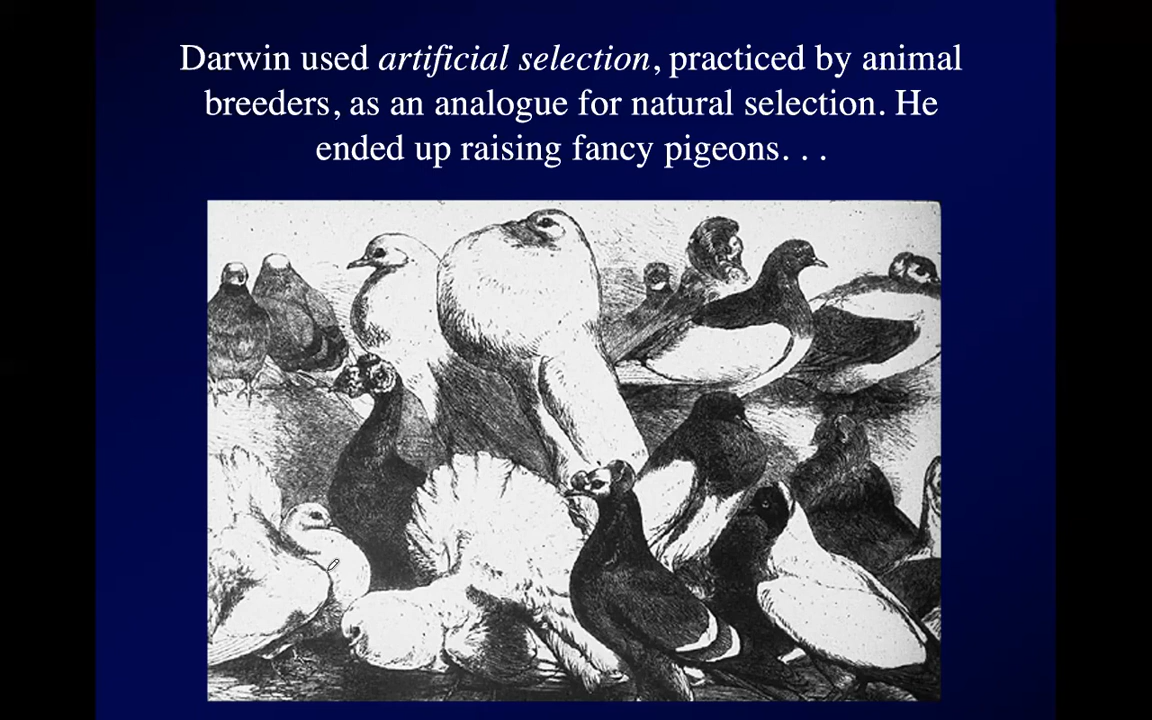 Darwin used artificial selection, practiced by animal
breeders, as an analogue for natural selection. He
ended up raising fancy pigeons. . .